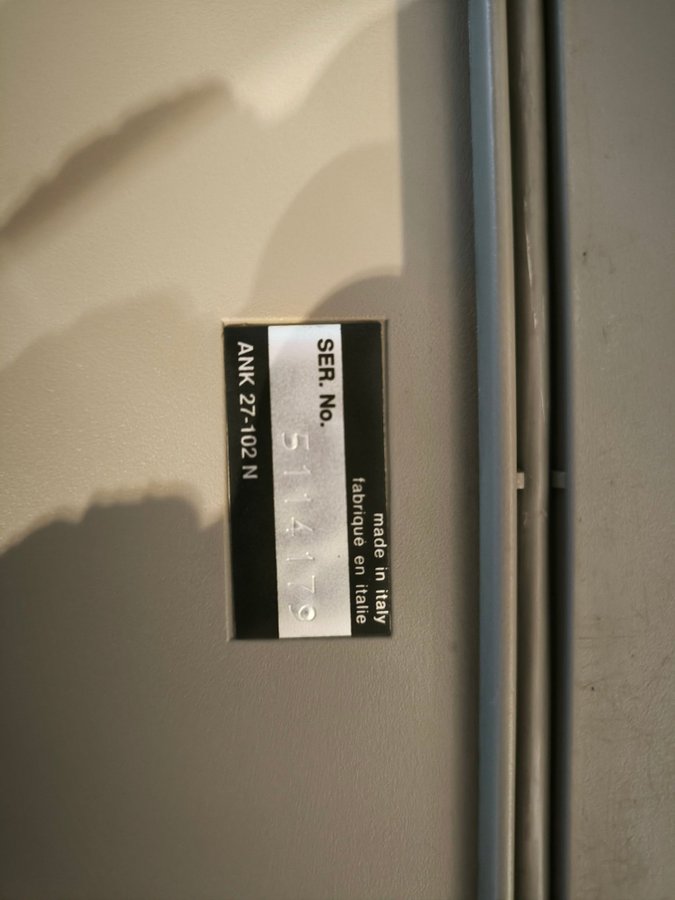 made in italy
fabriqué en italie
SER. No.
5114179
ANK 27-102 N